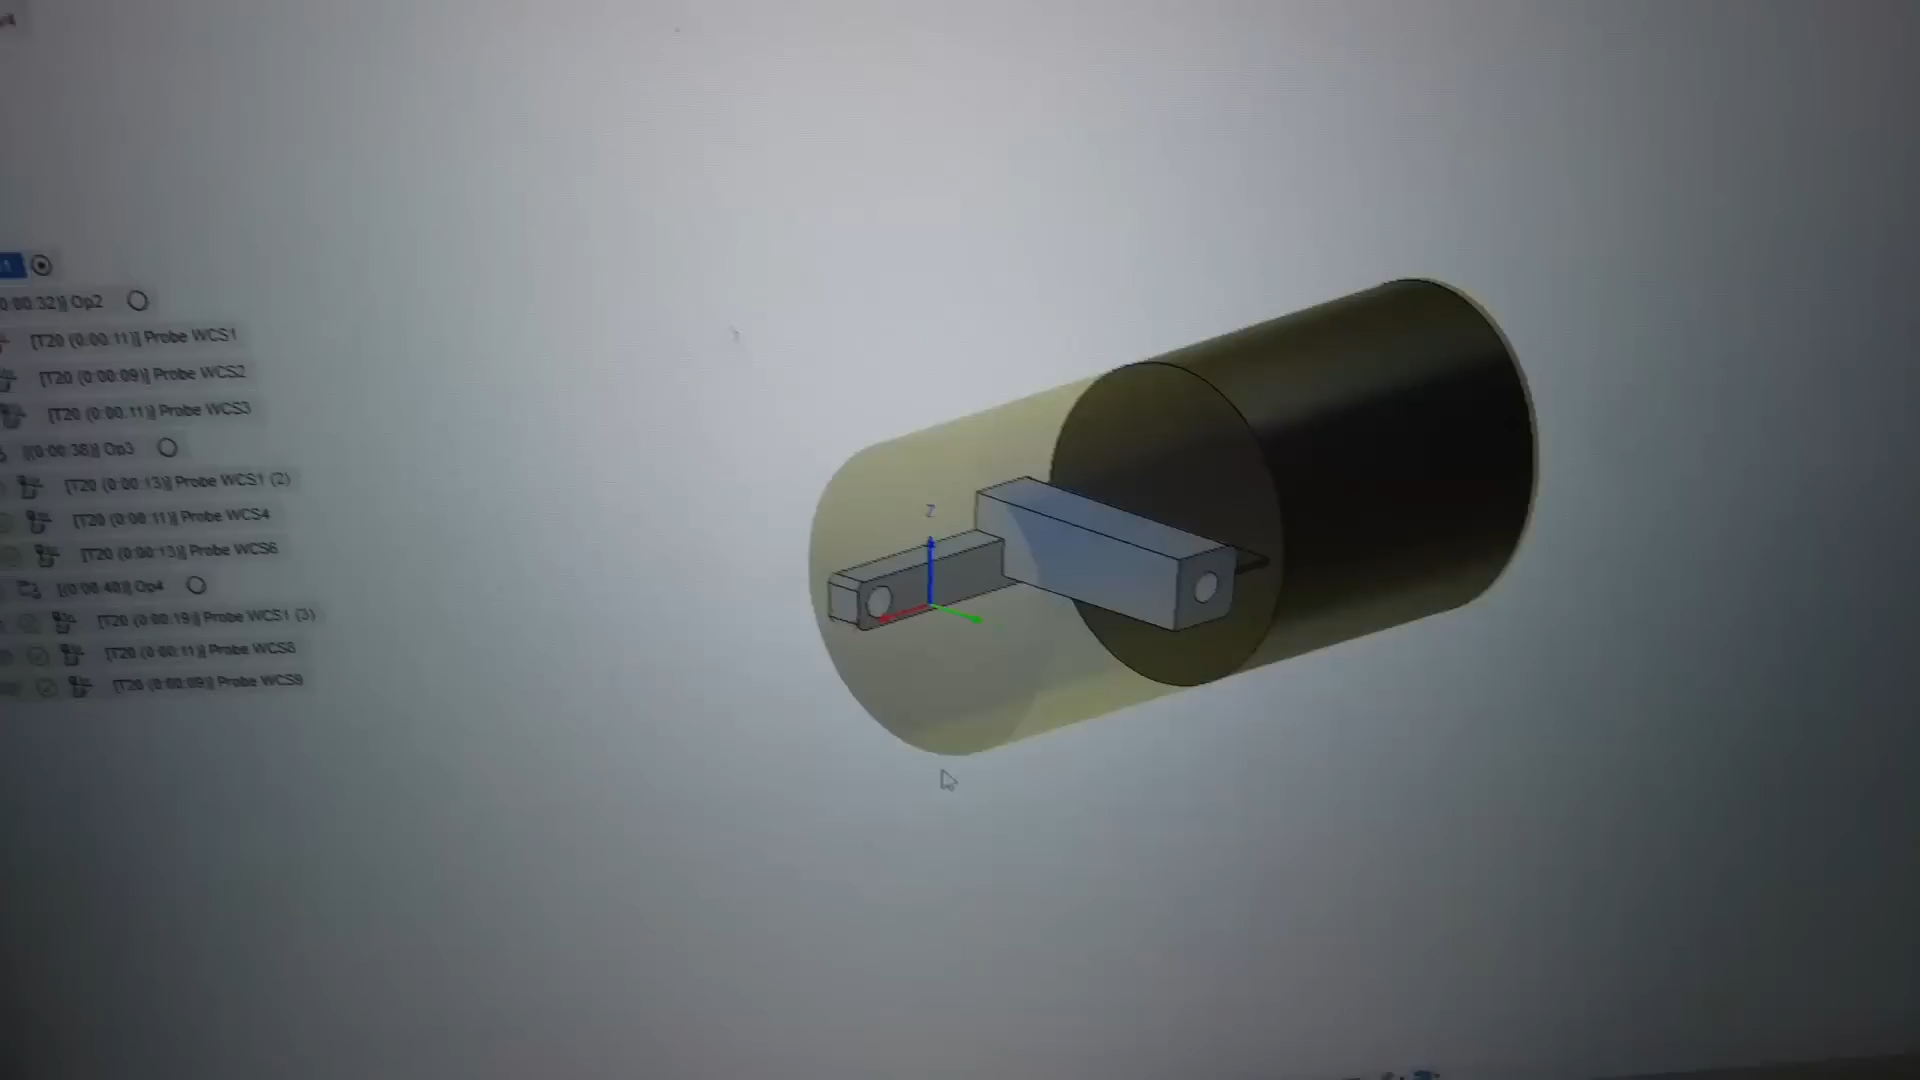 0:00:32)] Op2
[T20 (0:00:11)] Probe WCS1
[T20 (0:00:09)] Probe WCS2
[T20 (0:00:11)] Probe WCS3
[(0:00:38)] Op3
[T20 (0:00:13)] Probe WCS1 (2)
[T20 (0:00:11)] Probe WCS4
Z
[T20 (0:00:13)] Probe WCS6
[(0:00:40)] Op4
[T20 (0:00:19)] Probe WCS1 (3)
[T20 (0:00:11)] Probe WCS8
[T20 (0:00:09)] Probe WCS9